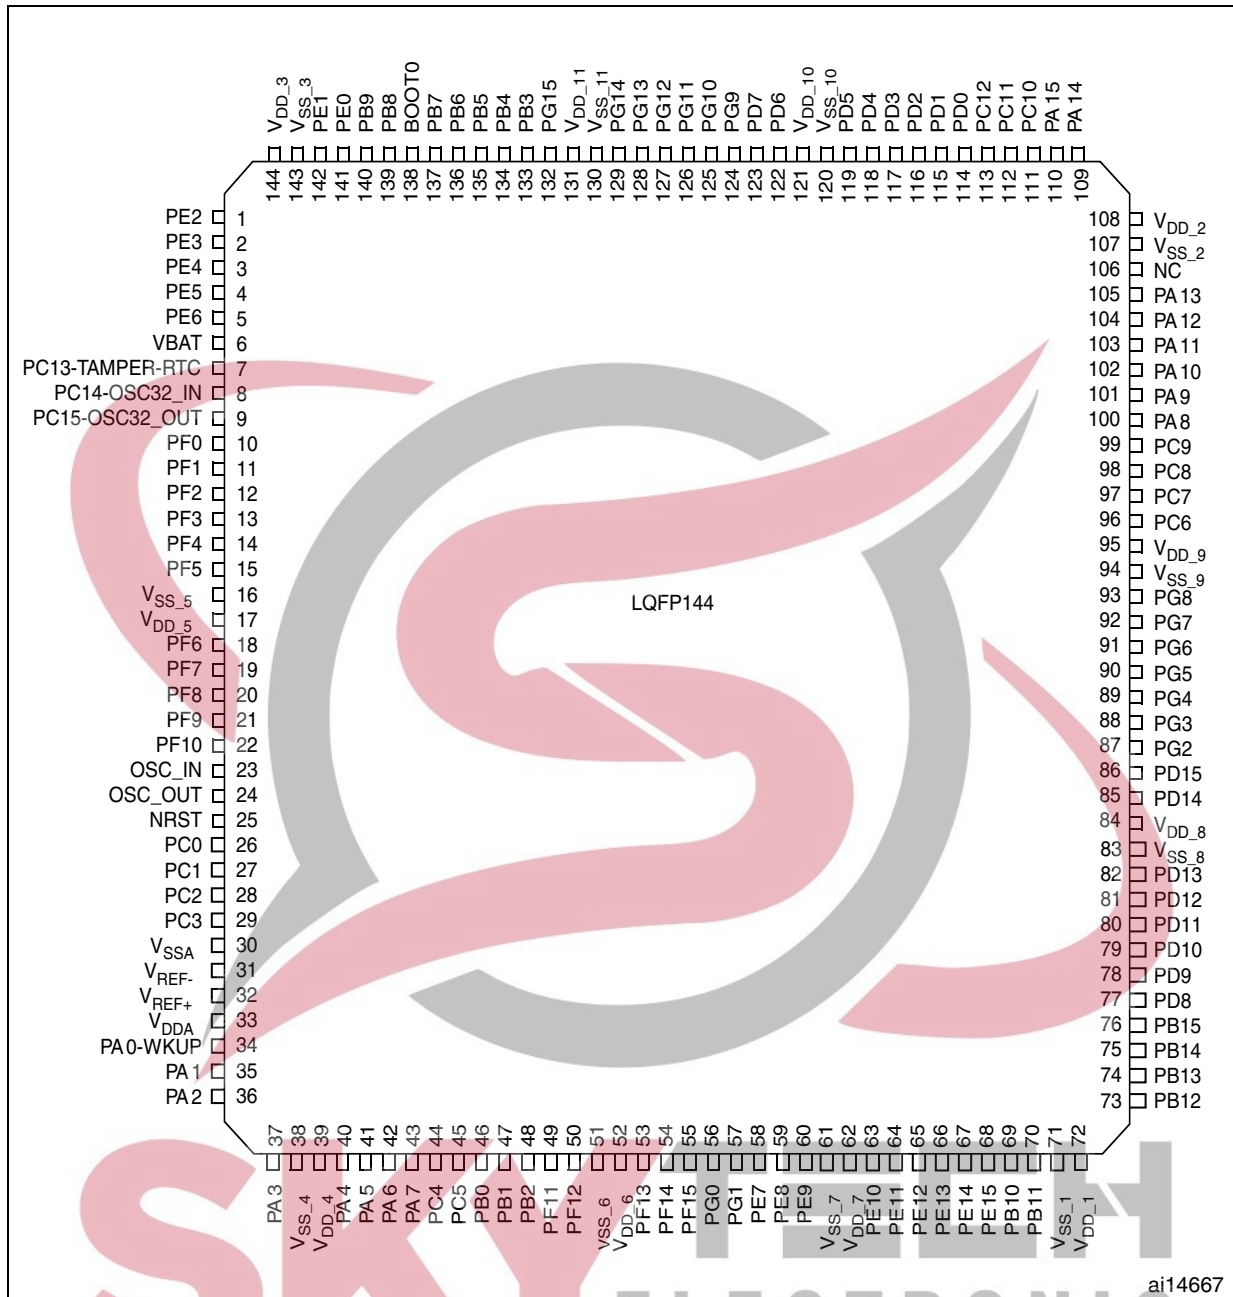 VDD_3 VSS_3 PE1 PE0 PB9 PB8 BOOT0 PB7 PB6 PB5 PB4 PB3 PG15 VDD_11 VSS_11 PG14 PG13 PG12 PG11 PG10 PG9 PD7 PD6 VDD_10 VSS_10 PD5 PD4 PD3 PD2 PD1 PD0 PC12 PC11 PC10 PA15 PA14
144 143 142 141 140 139 138 137 136 135 134 133 132 131 130 129 128 127 126 125 124 123 122 121 120 119 118 117 116 115 114 113 112 111 110 109
PE2 1 108 VDD_2
PE3 2 107 VSS_2
PE4 3 106 NC
PE5 4 105 PA13
PE6 5 104 PA12
VBAT 6 103 PA11
PC13-TAMPER-RTC 7 102 PA10
PC14-OSC32_IN 8 101 PA9
PC15-OSC32_OUT 9 100 PA8
PF0 10 99 PC9
PF1 11 98 PC8
PF2 12 97 PC7
PF3 13 96 PC6
PF4 14 95 VDD_9
PF5 15 94 VSS_9
VSS_5 16 LQFP144 93 PG8
VDD_5 17 92 PG7
PF6 18 91 PG6
PF7 19 90 PG5
PF8 20 89 PG4
PF9 21 88 PG3
PF10 22 87 PG2
OSC_IN 23 86 PD15
OSC_OUT 24 85 PD14
NRST 25 84 VDD_8
PC0 26 83 VSS_8
PC1 27 82 PD13
PC2 28 81 PD12
PC3 29 80 PD11
VSSA 30 79 PD10
VREF- 31 78 PD9
VREF+ 32 77 PD8
VDDA 33 76 PB15
PA0-WKUP 34 75 PB14
PA1 35 74 PB13
PA2 36 73 PB12
37 38 39 40 41 42 43 44 45 46 47 48 49 50 51 52 53 54 55 56 57 58 59 60 61 62 63 64 65 66 67 68 69 70 71 72
PA3 VSS_4 VDD_4 PA4 PA5 PA6 PA7 PC4 PC5 PB0 PB1 PB2 PF11 PF12 VSS_6 VDD_6 PF13 PF14 PF15 PG0 PG1 PE7 PE8 PE9 VSS_7 VDD_7 PE10 PE11 PE12 PE13 PE14 PE15 PB10 PB11 VSS_1 VDD_1
SKYTECH
ELECTRONIC
ai14667